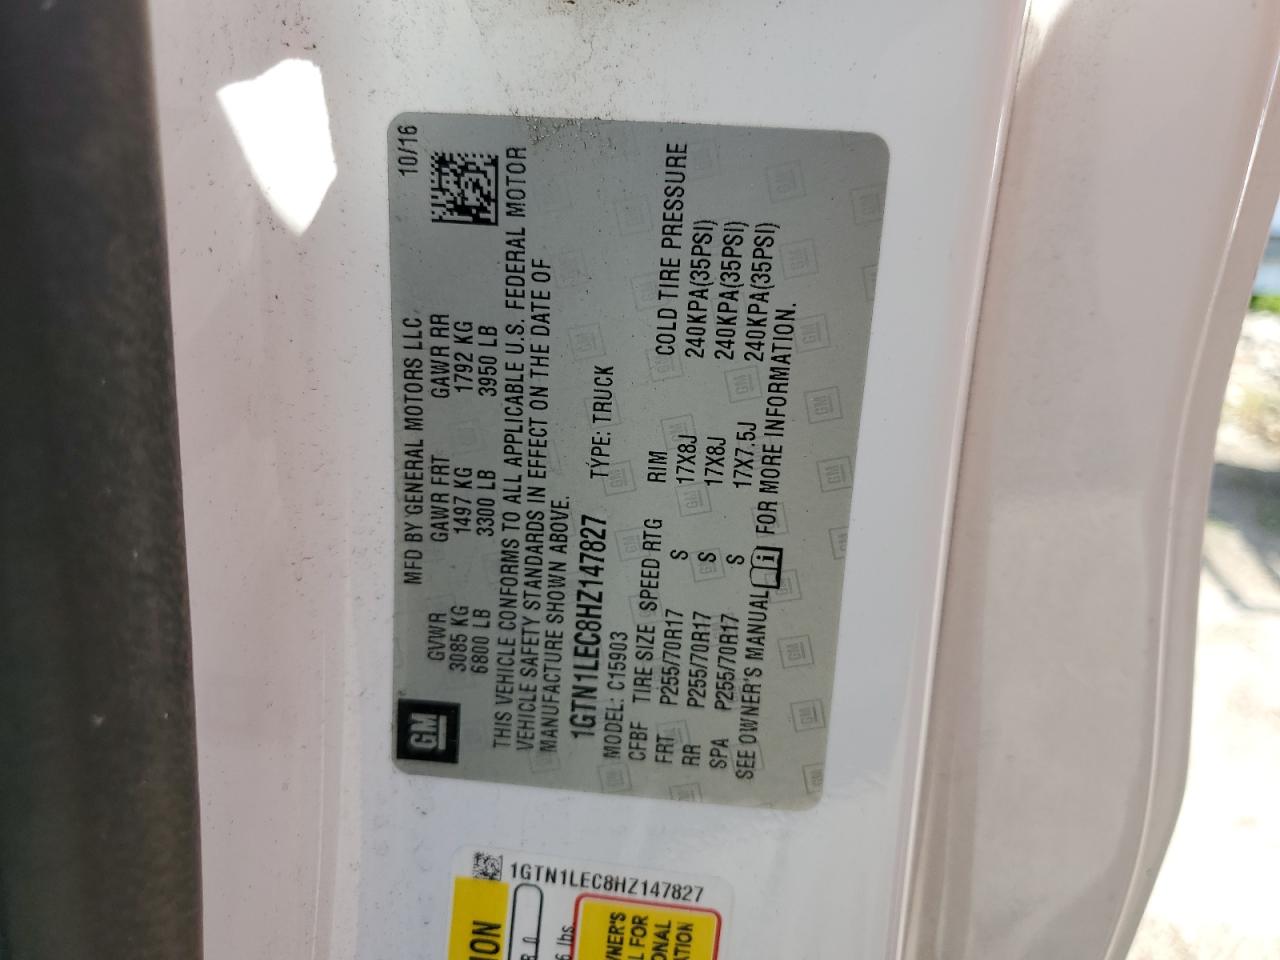 GM
MFD BY GENERAL MOTORS LLC 10/16
GVWR GAWR FRT GAWR RR
3085 KG 1497 KG 1792 KG
6800 LB 3300 LB 3950 LB
THIS VEHICLE CONFORMS TO ALL APPLICABLE U.S. FEDERAL MOTOR
VEHICLE SAFETY STANDARDS IN EFFECT ON THE DATE OF
MANUFACTURE SHOWN ABOVE.
1GTN1LEC8HZ147827 TYPE: TRUCK
MODEL: C15903
CFBF TIRE SIZE SPEED RTG RIM COLD TIRE PRESSURE
FRT P255/70R17 S 17X8J 240KPA(35PSI)
RR P255/70R17 S 17X8J 240KPA(35PSI)
SPA P255/70R17 S 17X7.5J 240KPA(35PSI)
SEE OWNER'S MANUAL i FOR MORE INFORMATION.
1GTN1LEC8HZ147827